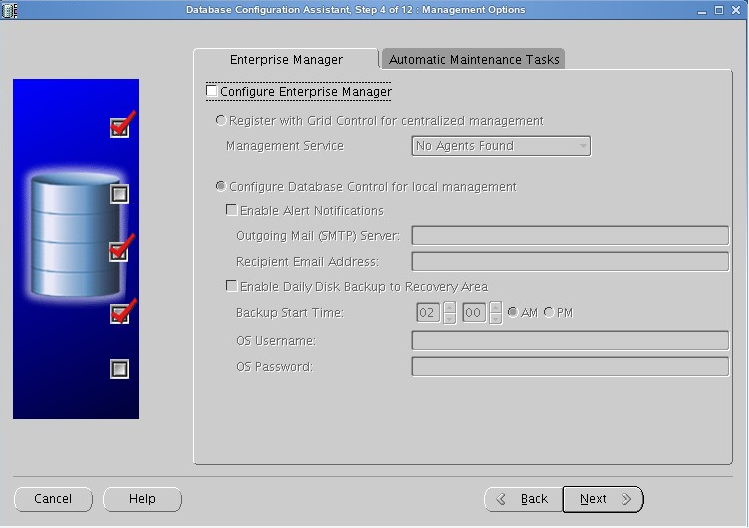 Database Configuration Assistant, Step 4 of 12 : Management Options
Enterprise Manager
Automatic Maintenance Tasks
Configure Enterprise Manager
Register with Grid Control for centralized management
Management Service
No Agents Found
Configure Database Control for local management
Enable Alert Notifications
Outgoing Mail (SMTP) Server:
Recipient Email Address:
Enable Daily Disk Backup to Recovery Area
Backup Start Time: 02 00 AM PM
OS Username:
OS Password:
Cancel
Help
Back
Next